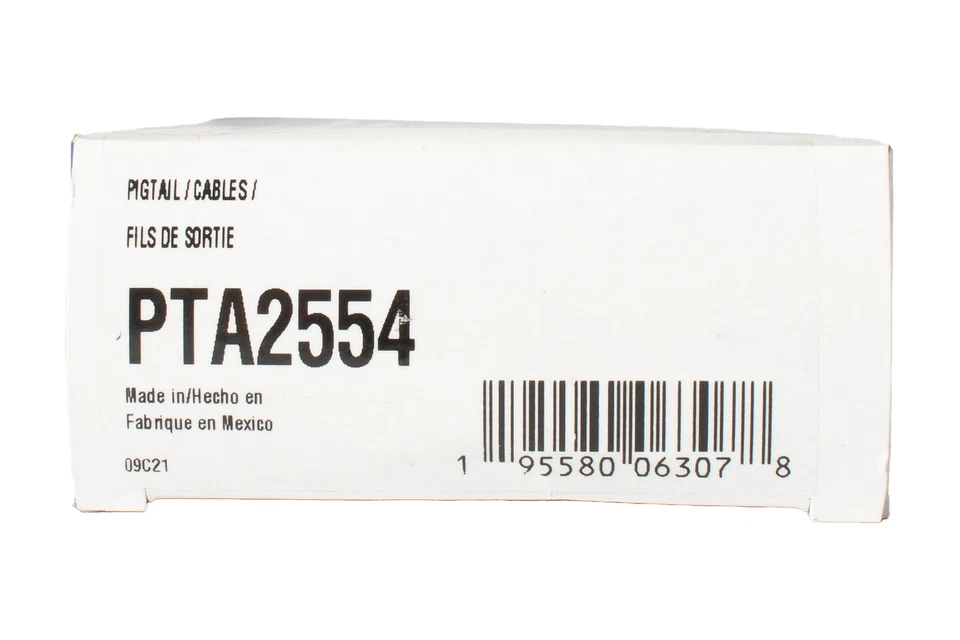 PIGTAIL / CABLES /
FILS DE SORTIE
PTA2554
Made in/Hecho en
Fabrique en Mexico
09C21
1 95580 06307 8